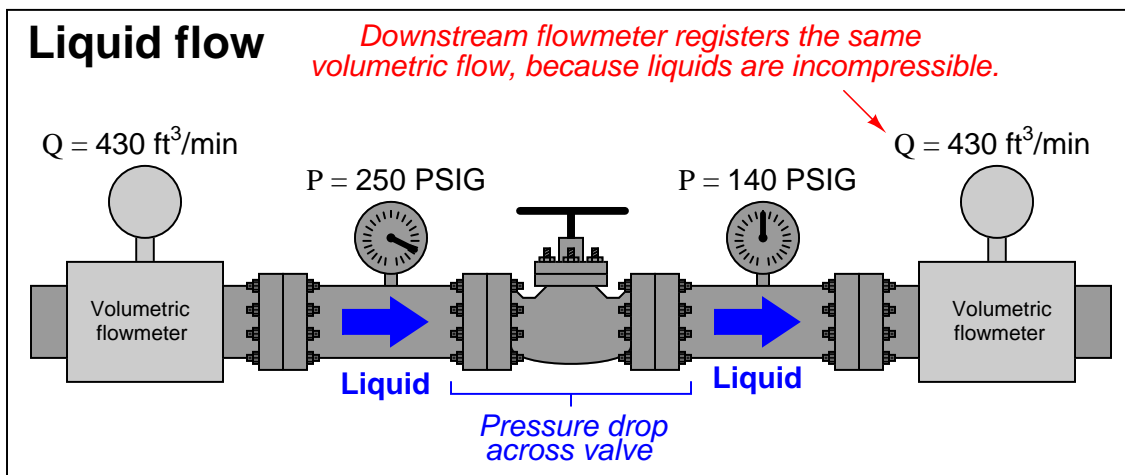 Liquid flow
Downstream flowmeter registers the same
volumetric flow, because liquids are incompressible.
Q = 430 ft³/min
Q = 430 ft³/min
P = 250 PSIG
P = 140 PSIG
Volumetric
flowmeter
Volumetric
flowmeter
Liquid
Liquid
Pressure drop
across valve